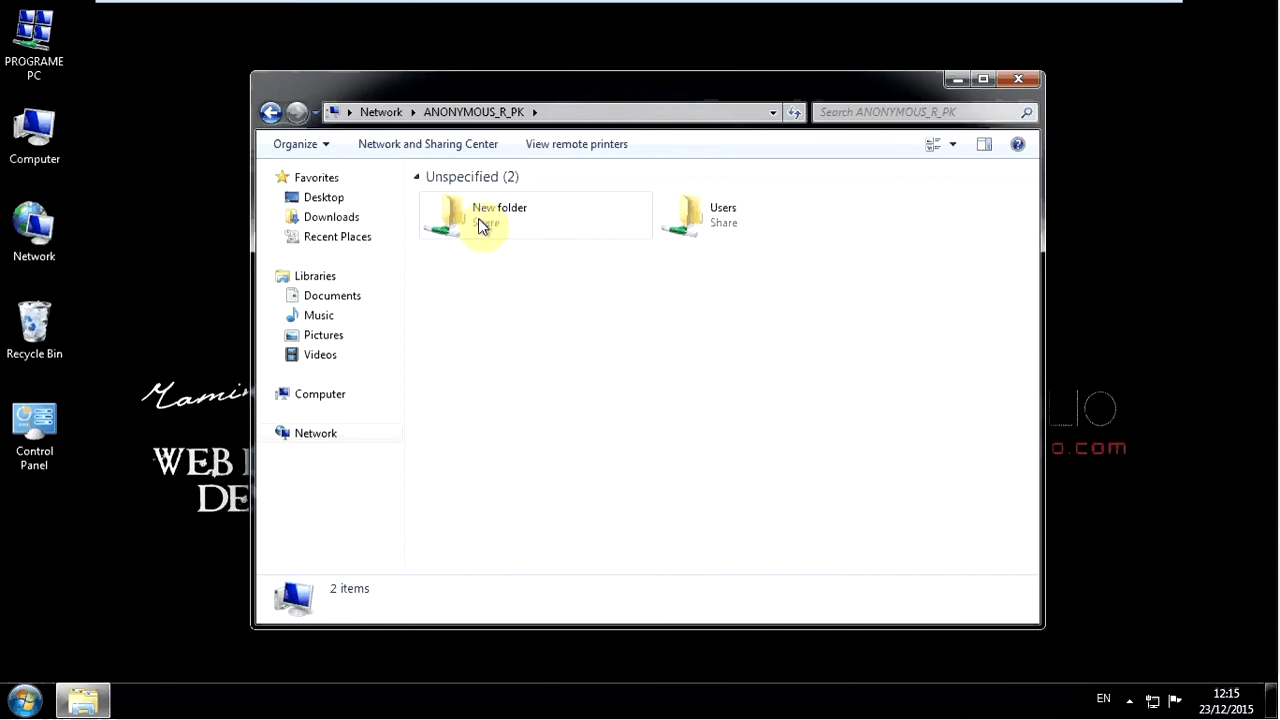 PROGRAME
PC
Computer
Network
Recycle Bin
Control
Panel
Network
ANONYMOUS_R_PK
Search ANONYMOUS_R_PK
Organize
Network and Sharing Center
View remote printers
Favorites
Desktop
Downloads
Recent Places
Libraries
Documents
Music
Pictures
Videos
Computer
Network
Unspecified (2)
New folder
Share
Users
Share
2 items
WEB
DE
LIO
o.com
EN
12:15
23/12/2015